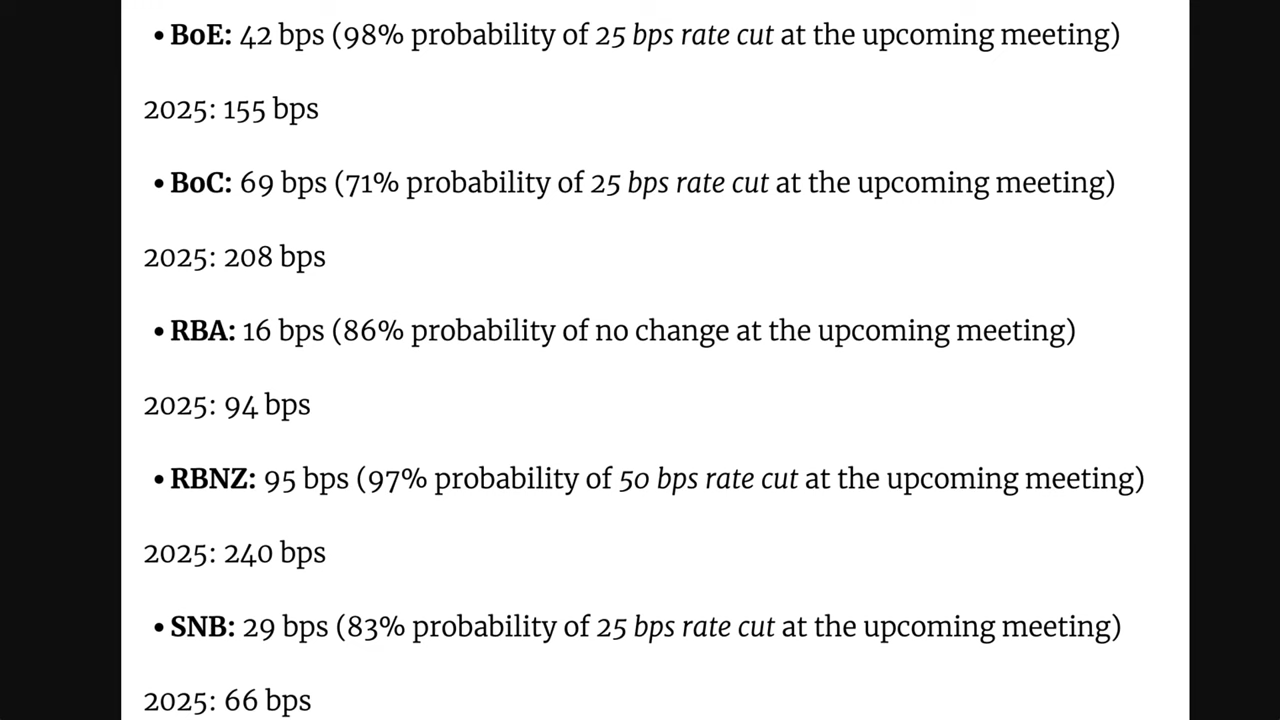 • BoE: 42 bps (98% probability of 25 bps rate cut at the upcoming meeting)
2025: 155 bps
• BoC: 69 bps (71% probability of 25 bps rate cut at the upcoming meeting)
2025: 208 bps
• RBA: 16 bps (86% probability of no change at the upcoming meeting)
2025: 94 bps
• RBNZ: 95 bps (97% probability of 50 bps rate cut at the upcoming meeting)
2025: 240 bps
• SNB: 29 bps (83% probability of 25 bps rate cut at the upcoming meeting)
2025: 66 bps